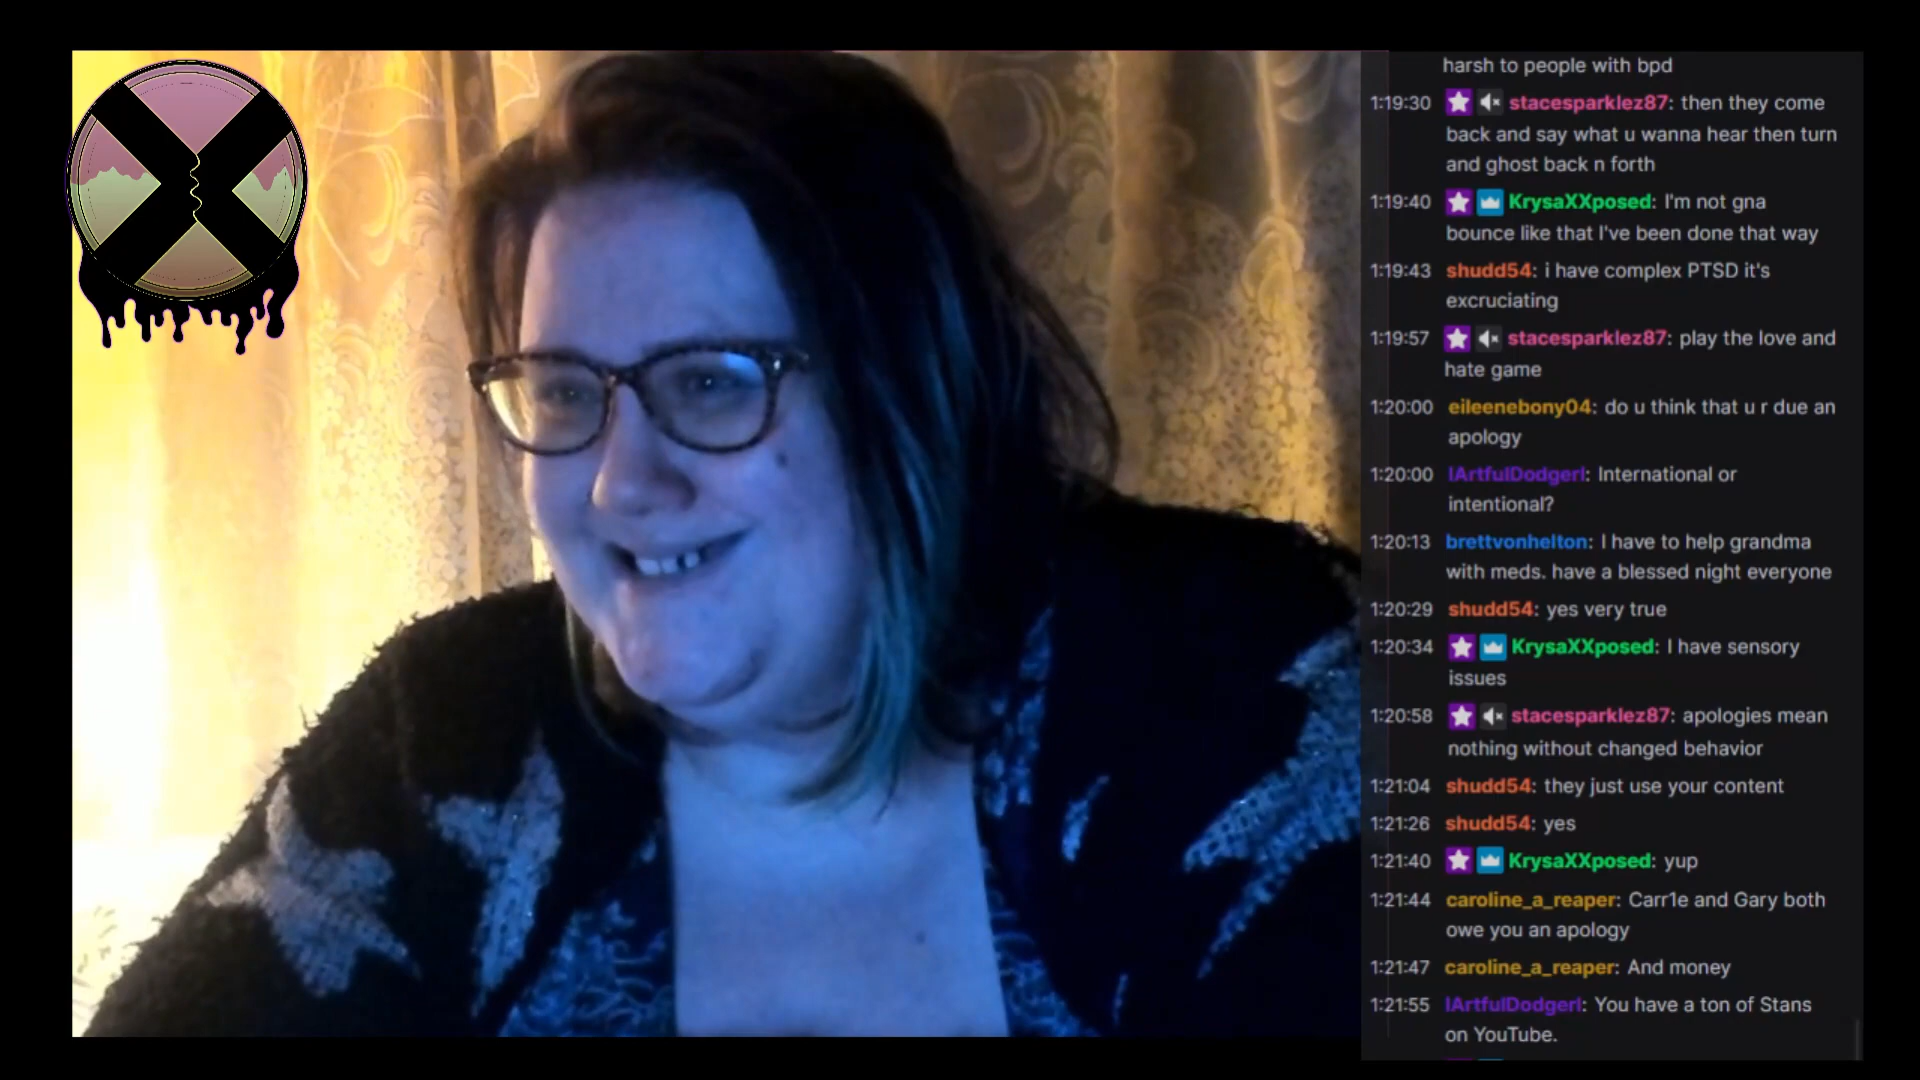 harsh to people with bpd
1:19:30 stacesparklez87: then they come
back and say what u wanna hear then turn
and ghost back n forth
1:19:40 KrysaXXposed: I'm not gna
bounce like that I've been done that way
1:19:43 shudd54: i have complex PTSD it's
excruciating
1:19:57 stacesparklez87: play the love and
hate game
1:20:00 eileenebony04: do u think that u r due an
apology
1:20:00 lArtfulDodgerl: International or
intentional?
1:20:13 brettvonhelton: I have to help grandma
with meds. have a blessed night everyone
1:20:29 shudd54: yes very true
1:20:34 KrysaXXposed: I have sensory
issues
1:20:58 stacesparklez87: apologies mean
nothing without changed behavior
1:21:04 shudd54: they just use your content
1:21:26 shudd54: yes
1:21:40 KrysaXXposed: yup
1:21:44 caroline_a_reaper: Carr1e and Gary both
owe you an apology
1:21:47 caroline_a_reaper: And money
1:21:55 lArtfulDodgerl: You have a ton of Stans
on YouTube.